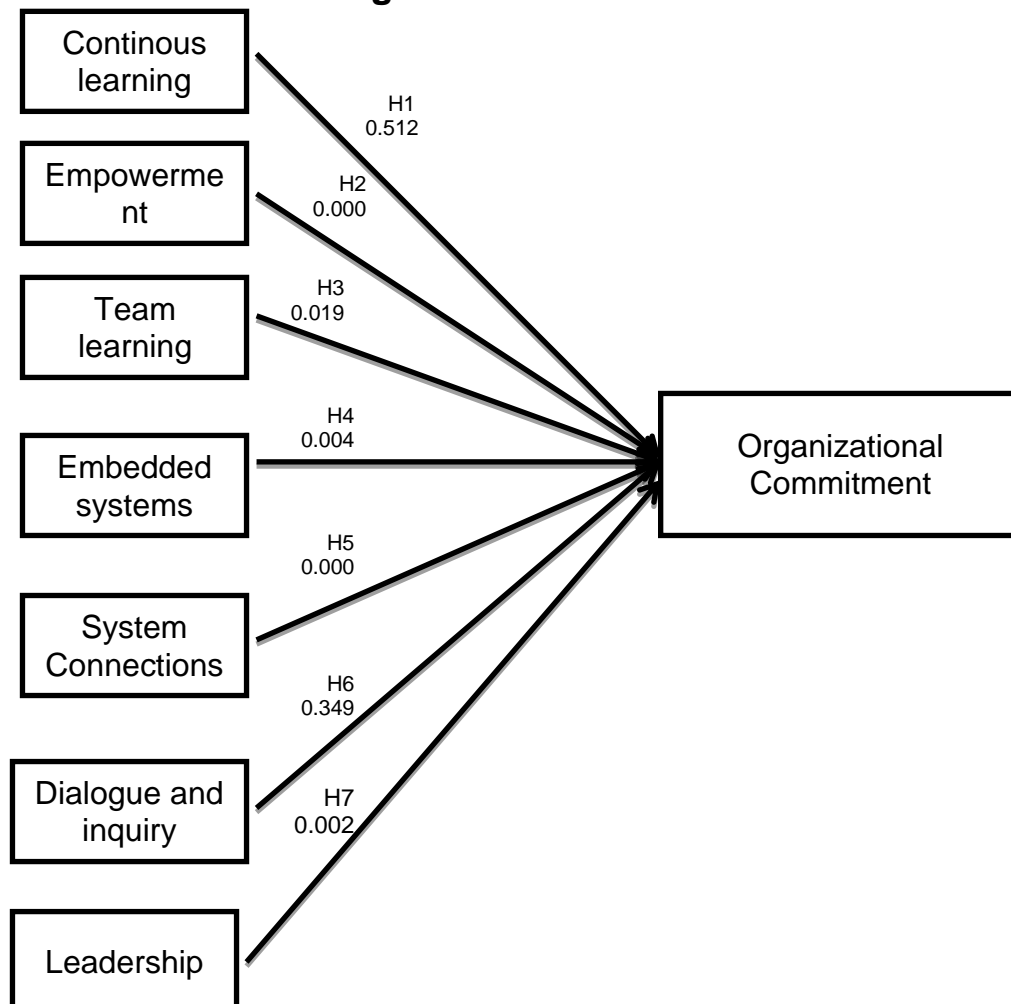 Continous
learning
H1
0.512
Empowerme
nt
H2
0.000
Team
learning
H3
0.019
Embedded
systems
H4
0.004
Organizational
Commitment
System
Connections
H5
0.000
Dialogue and
inquiry
H6
0.349
Leadership
H7
0.002